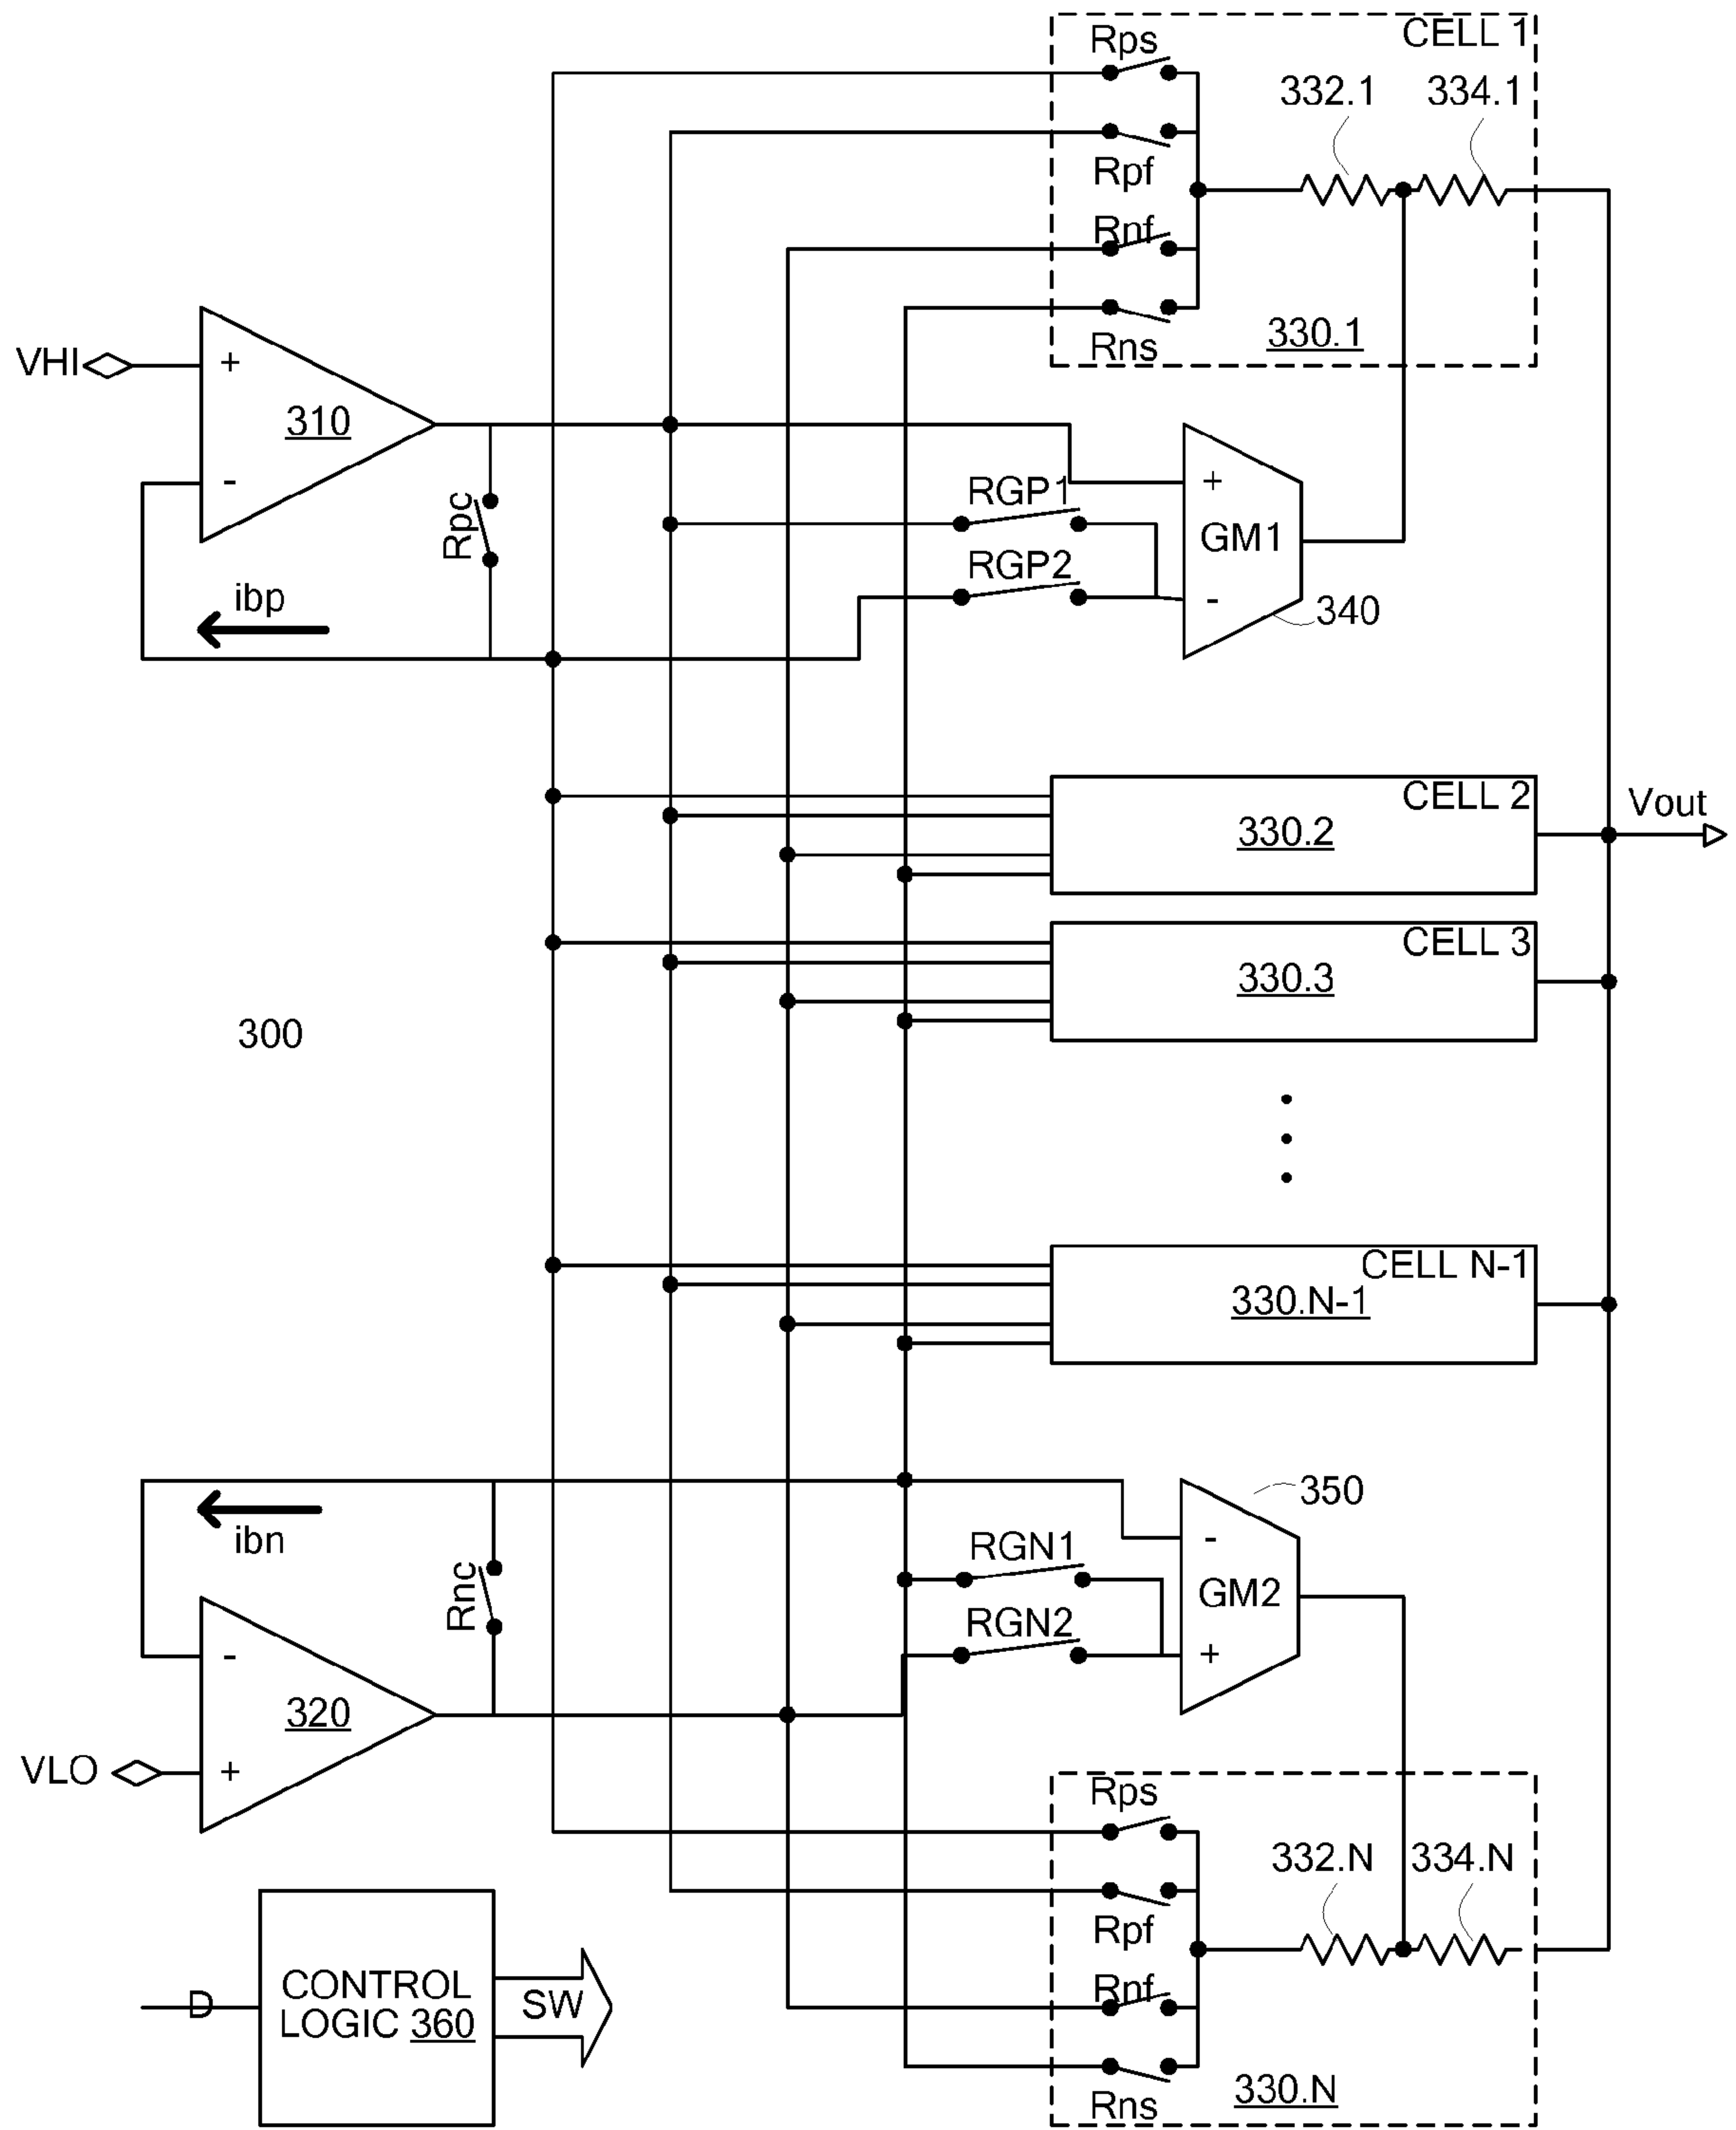 CELL 1
Rps
332.1 334.1
Rpf
Rnf
330.1
Rns
VHI
+
310
-
Rpc
ibp
RGP1
RGP2
+
GM1
-
340
CELL 2
330.2
Vout
CELL 3
330.3
300
CELL N-1
330.N-1
ibn
Rnc
-
320
+
VLO
350
RGN1
RGN2
-
GM2
+
Rps
332.N 334.N
Rpf
Rnf
330.N
Rns
D
CONTROL
LOGIC 360
SW